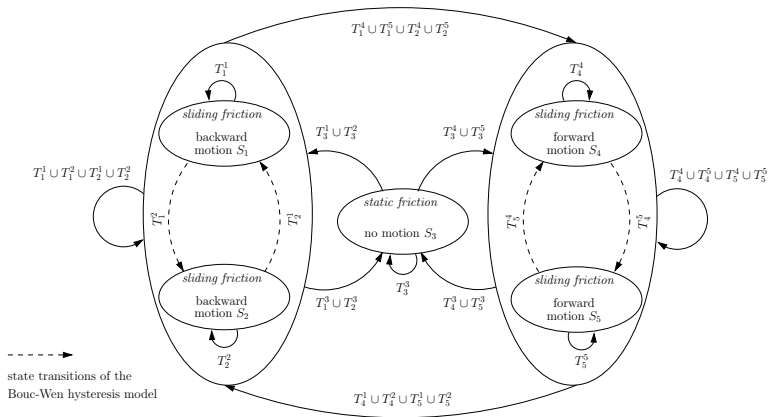 T_1^4 ∪ T_1^5 ∪ T_2^4 ∪ T_2^5
T_1^1
sliding friction
backward
motion S_1
T_4^4
sliding friction
forward
motion S_4
T_3^1 ∪ T_3^2
T_3^4 ∪ T_3^5
T_1^1 ∪ T_1^2 ∪ T_2^1 ∪ T_2^2
T_4^4 ∪ T_4^5 ∪ T_5^4 ∪ T_5^5
T_1^2
T_2^1
static friction
no motion S_3
T_5^4
T_4^5
sliding friction
backward
motion S_2
T_2^2
T_3^3
T_1^3 ∪ T_2^3
T_4^3 ∪ T_5^3
sliding friction
forward
motion S_5
T_5^5
state transitions of the
Bouc-Wen hysteresis model
T_4^1 ∪ T_4^2 ∪ T_5^1 ∪ T_5^2